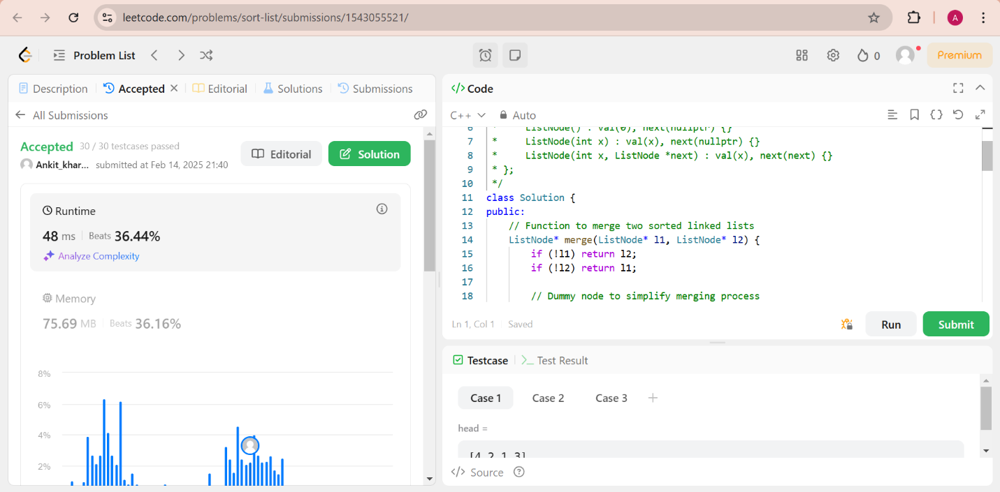 leetcode.com/problems/sort-list/submissions/1543055521/
A
Problem List
0
Premium
Description
Accepted
Editorial
Solutions
Submissions
All Submissions
Accepted 30 / 30 testcases passed
Ankit_khar... submitted at Feb 14, 2025 21:40
Editorial
Solution
Runtime
48 ms Beats 36.44%
Analyze Complexity
Memory
75.69 MB Beats 36.16%
8%
6%
4%
2%
</> Code
C++ Auto
6 * ListNode() : val(0), next(nullptr) {}
7 * ListNode(int x) : val(x), next(nullptr) {}
8 * ListNode(int x, ListNode *next) : val(x), next(next) {}
9 * };
10 */
11 class Solution {
12 public:
13 // Function to merge two sorted linked lists
14 ListNode* merge(ListNode* l1, ListNode* l2) {
15 if (!l1) return l2;
16 if (!l2) return l1;
17
18 // Dummy node to simplify merging process
Ln 1, Col 1 Saved
Run
Submit
Testcase
Test Result
Case 1 Case 2 Case 3 +
head =
[4,2,1,3]
</> Source ?